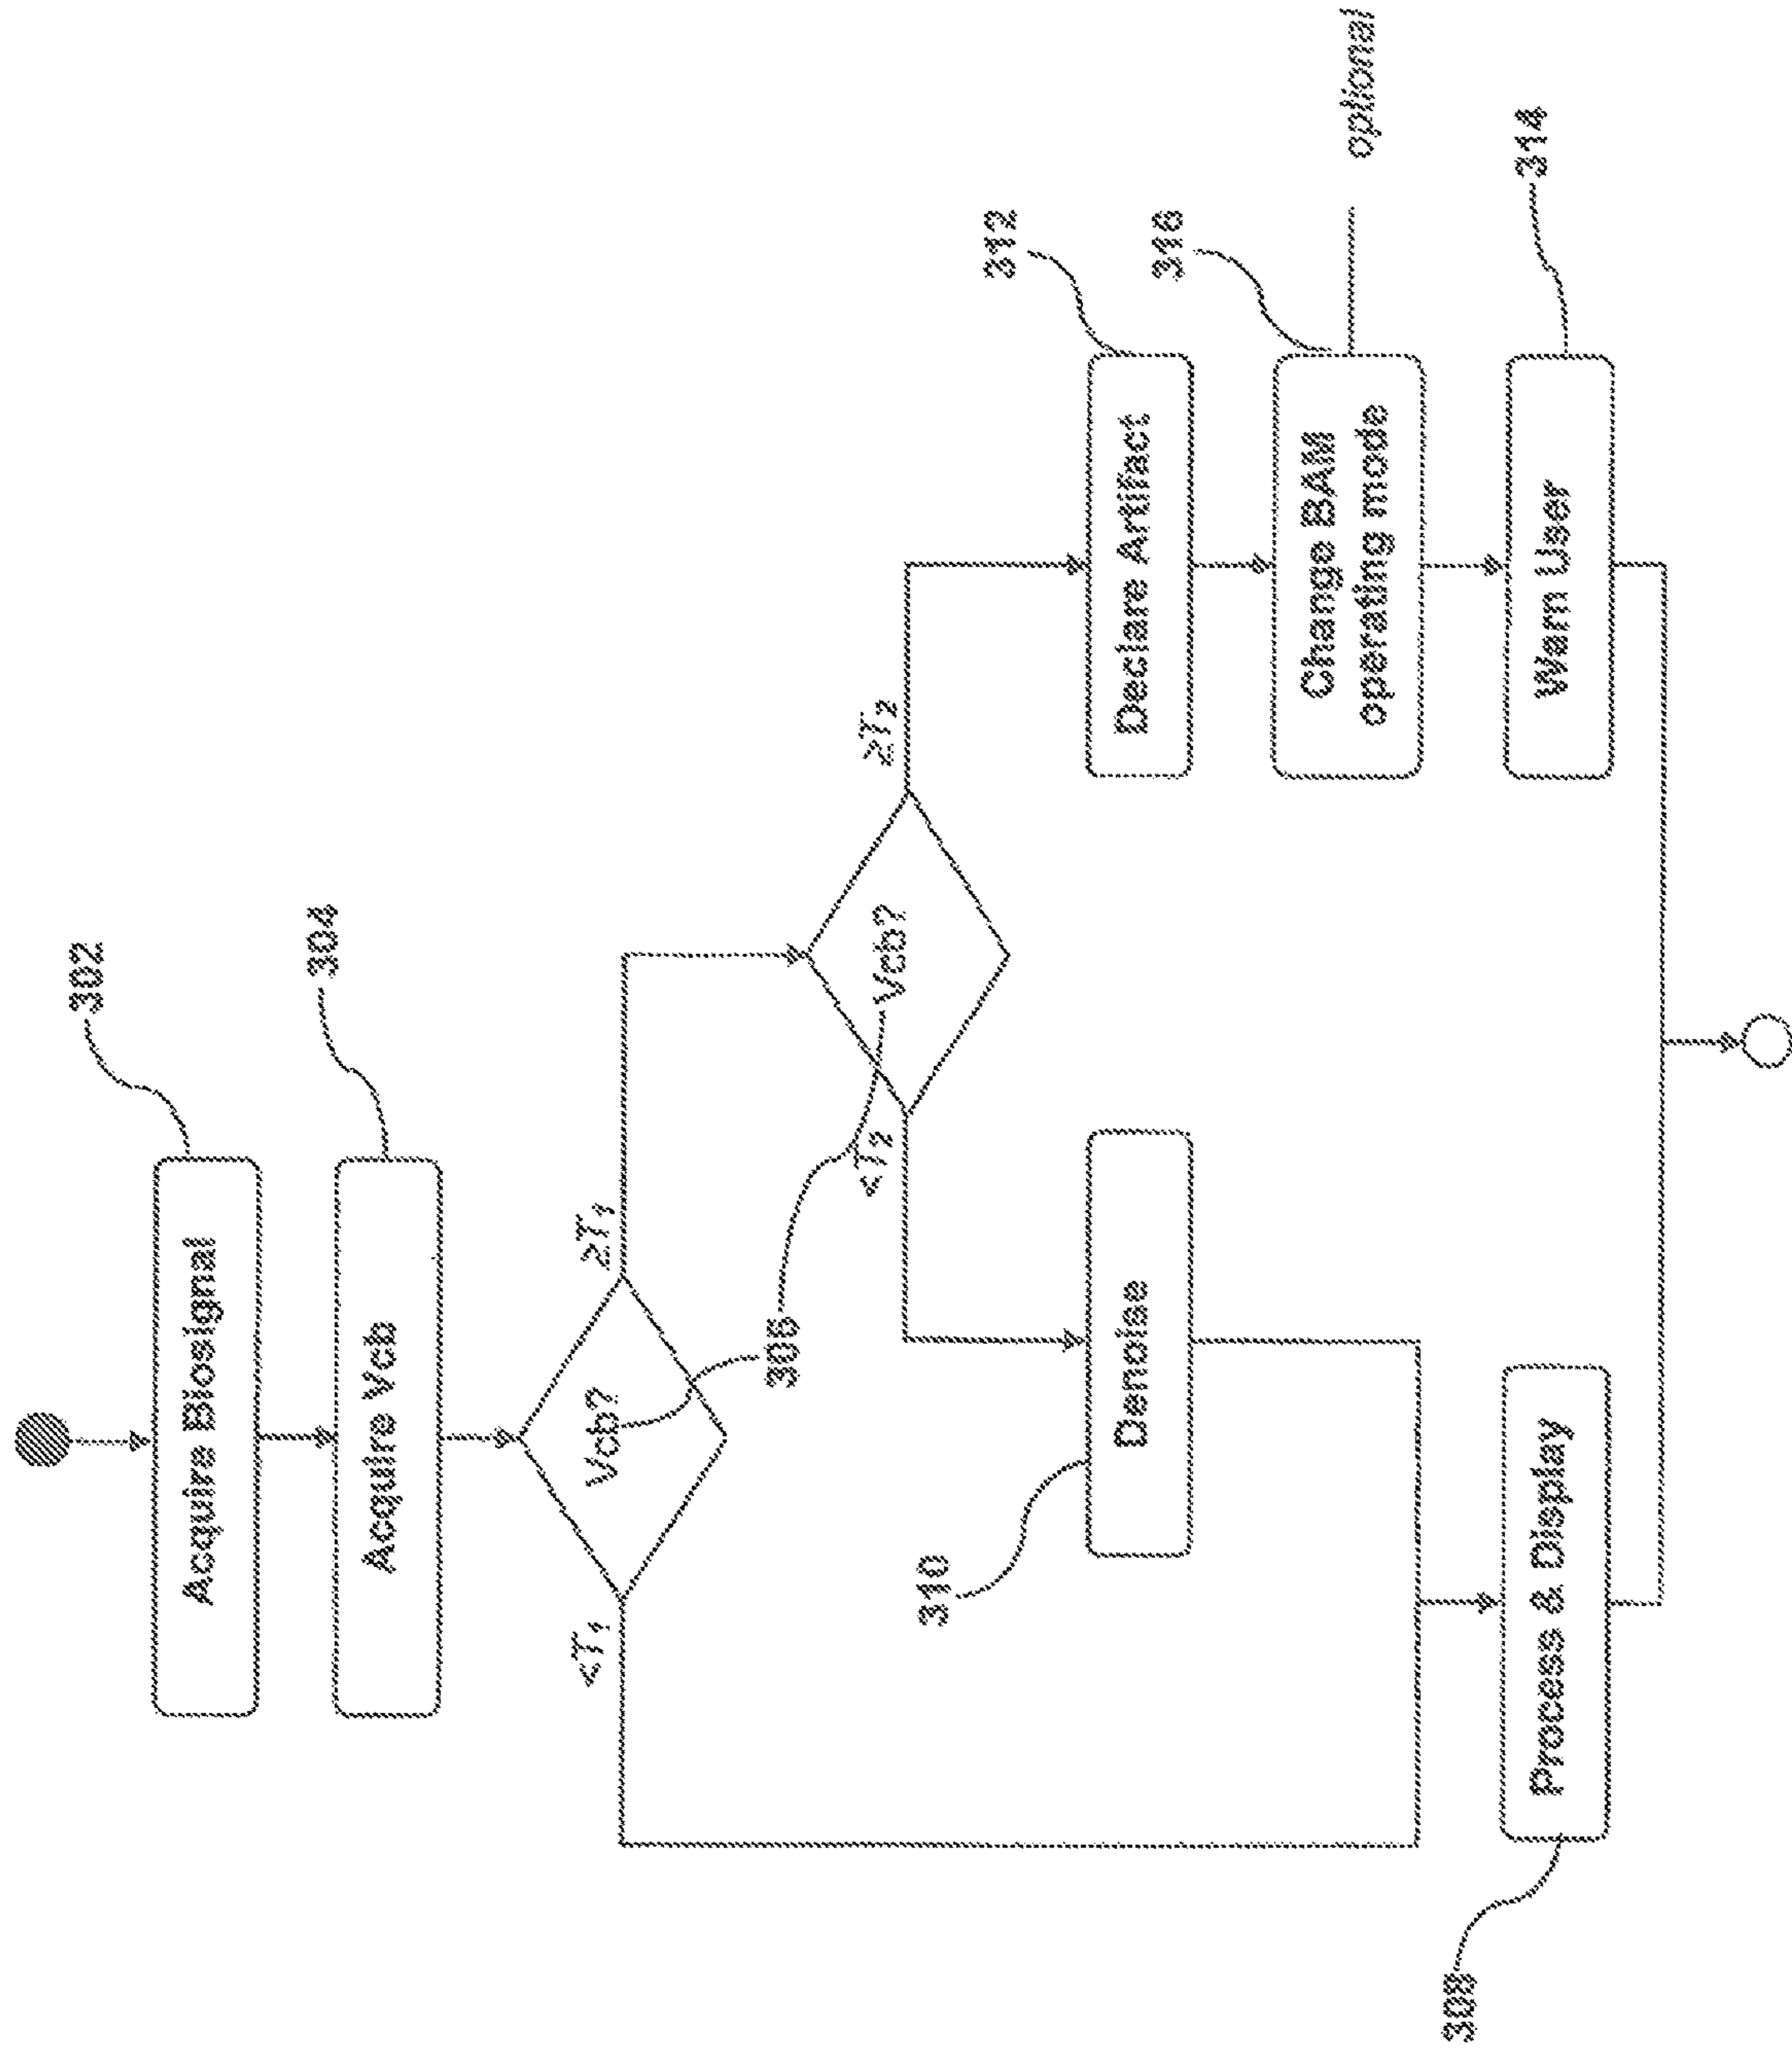 302
Acquire Biosignal
304
Acquire Vcb
Vcb?
<T1
≥T1
306
Vcb?
<T2
≥T2
310
Denoise
312
Declare Artifact
316
Change BAM
operating mode
optional
308
Process & Display
314
Warn User